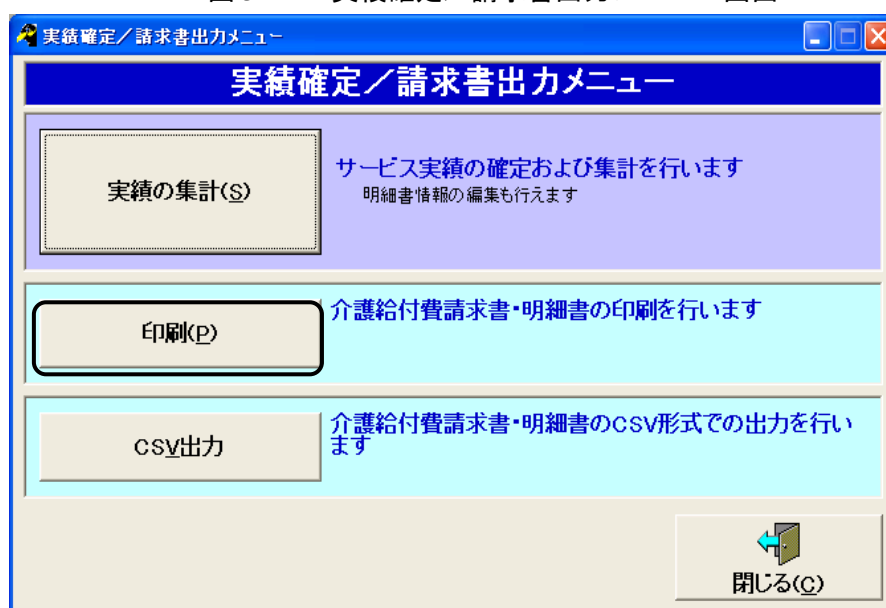 実績確定／請求書出力メニュー
実績確定／請求書出力メニュー
実績の集計(S)
サービス実績の確定および集計を行います
明細書情報の編集も行えます
印刷(P)
介護給付費請求書・明細書の印刷を行います
CSV出力
介護給付費請求書・明細書のCSV形式での出力を行い
ます
閉じる(C)